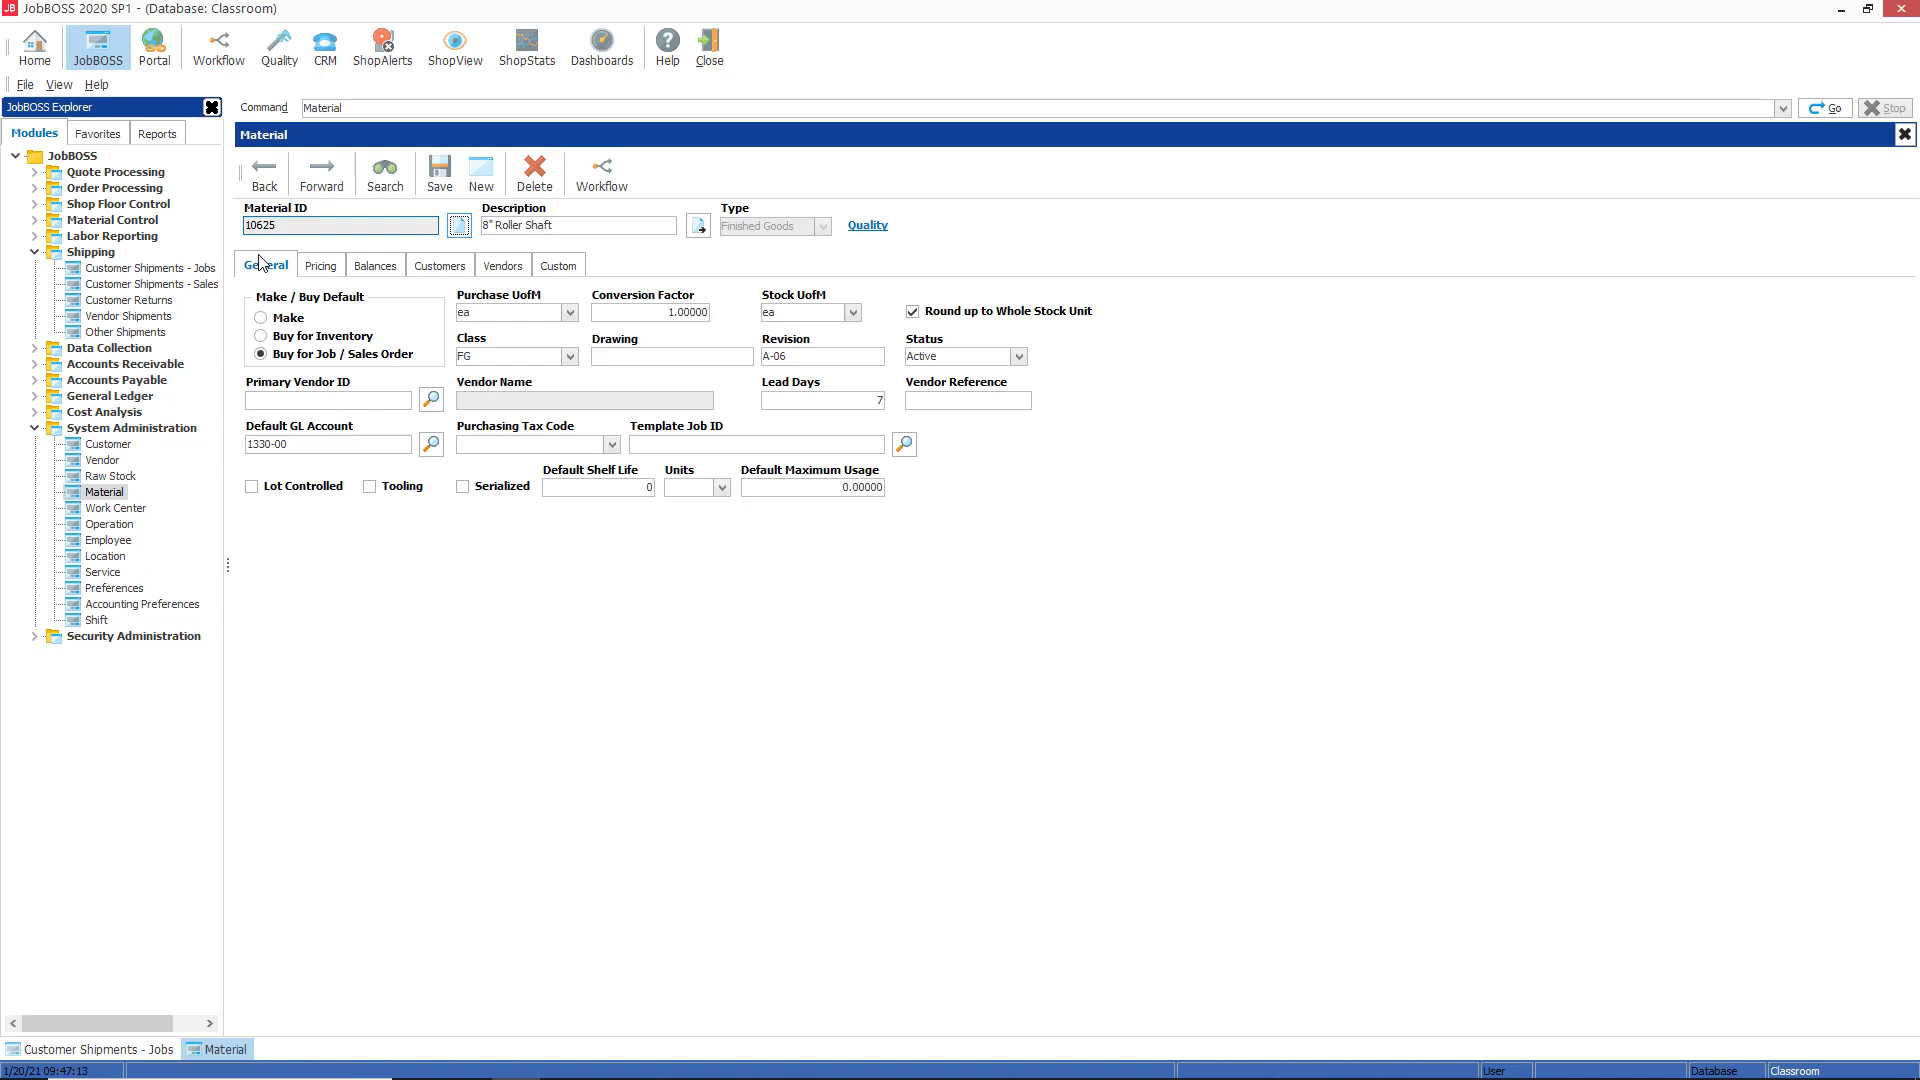 JB JobBOSS 2020 SP1 - (Database: Classroom)
Home JobBOSS Portal Workflow Quality CRM ShopAlerts ShopView ShopStats Dashboards Help Close
File View Help
JobBOSS Explorer
Modules Favorites Reports
JobBOSS
Quote Processing
Order Processing
Shop Floor Control
Material Control
Labor Reporting
Shipping
Customer Shipments - Jobs
Customer Shipments - Sales
Customer Returns
Vendor Shipments
Other Shipments
Data Collection
Accounts Receivable
Accounts Payable
General Ledger
Cost Analysis
System Administration
Customer
Vendor
Raw Stock
Material
Work Center
Operation
Employee
Location
Service
Preferences
Accounting Preferences
Shift
Security Administration
Command Material Go Stop
Material
Back Forward Search Save New Delete Workflow
Material ID Description Type
10625 8" Roller Shaft Finished Goods Quality
General Pricing Balances Customers Vendors Custom
Make / Buy Default Purchase UofM Conversion Factor Stock UofM
Make ea 1.00000 ea Round up to Whole Stock Unit
Buy for Inventory Class Drawing Revision Status
Buy for Job / Sales Order FG A-06 Active
Primary Vendor ID Vendor Name Lead Days Vendor Reference
7
Default GL Account Purchasing Tax Code Template Job ID
1330-00
Default Shelf Life Units Default Maximum Usage
Lot Controlled Tooling Serialized 0 0.00000
Customer Shipments - Jobs Material
1/20/21 09:47:13 User Database Classroom